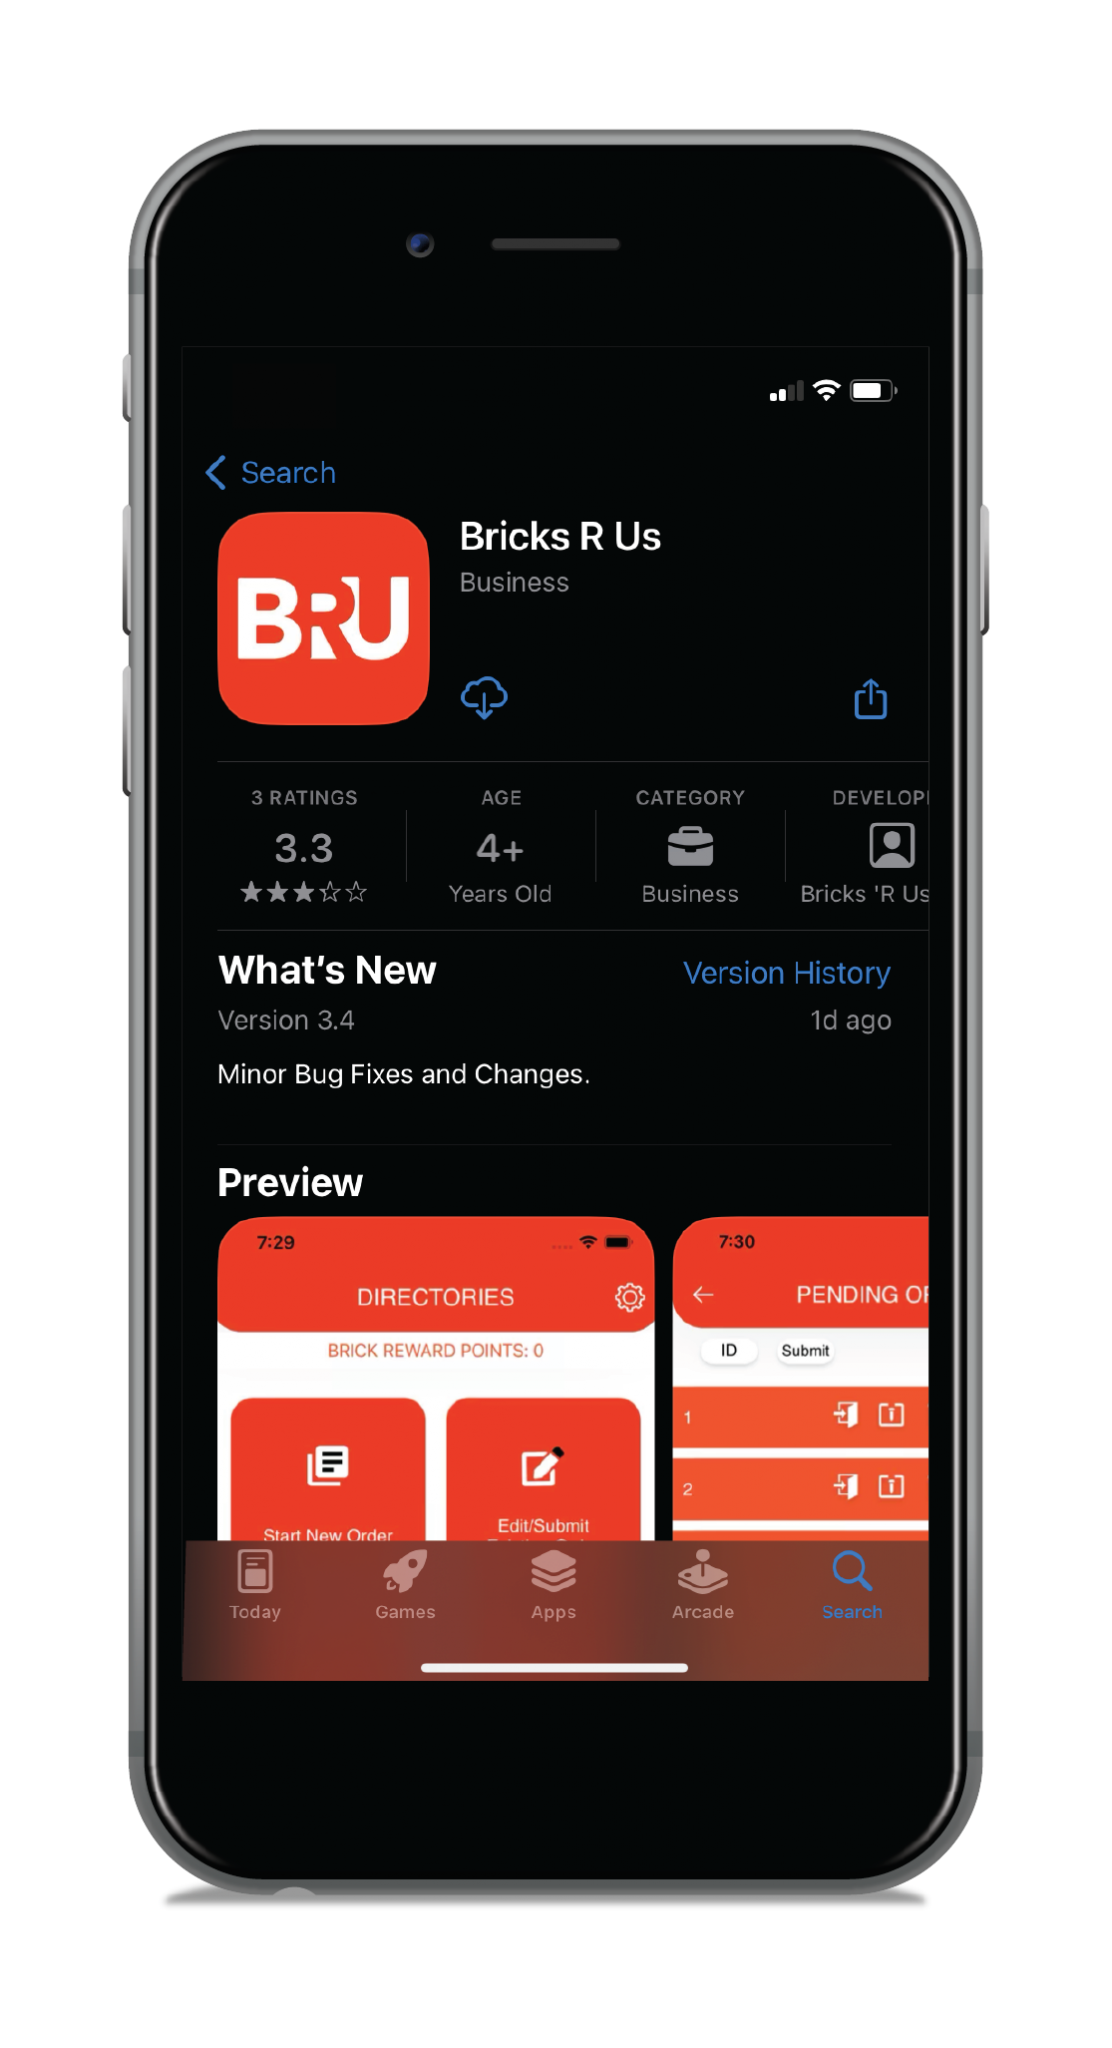 Search
BRU
Bricks R Us
Business
3 RATINGS
3.3
AGE
4+
Years Old
CATEGORY
Business
DEVELOP
Bricks 'R Us
What's New
Version History
Version 3.4
1d ago
Minor Bug Fixes and Changes.
Preview
7:29
DIRECTORIES
BRICK REWARD POINTS: 0
Start New Order
Edit/Submit
7:30
PENDING OR
ID
Submit
1
2
Today
Games
Apps
Arcade
Search